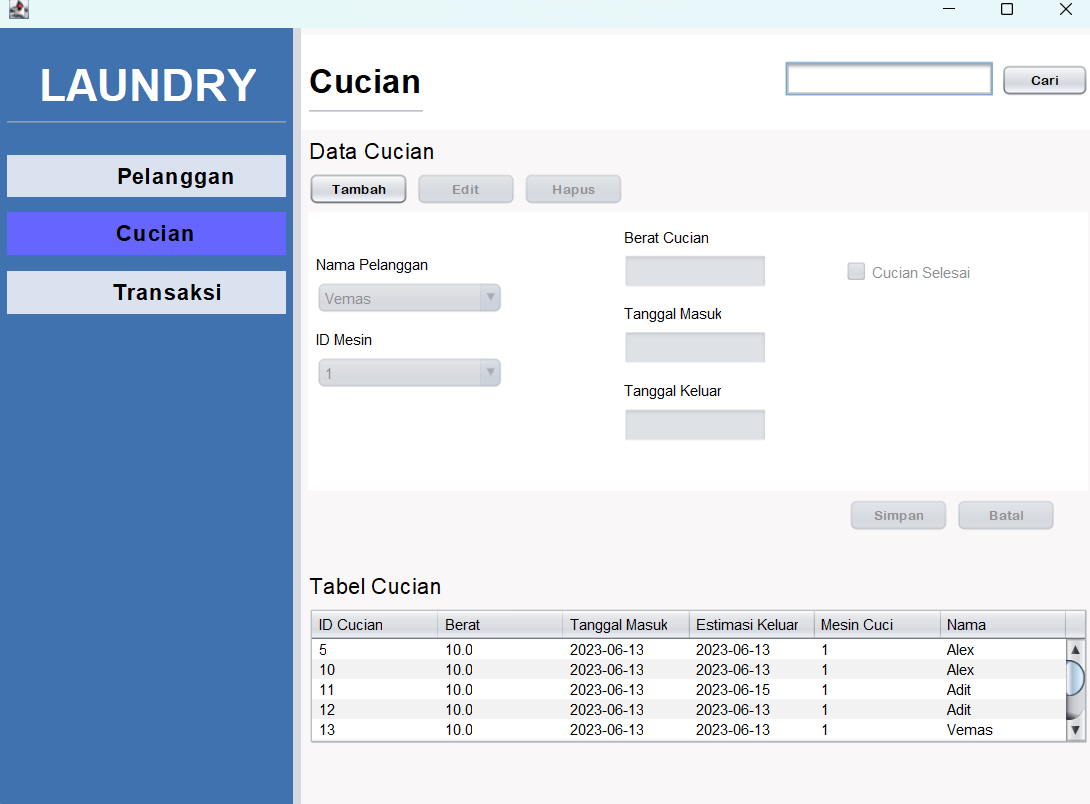 LAUNDRY
Pelanggan
Cucian
Transaksi
Cucian
Cari
Data Cucian
Tambah Edit Hapus
Nama Pelanggan
Vemas
ID Mesin
1
Berat Cucian
Tanggal Masuk
Tanggal Keluar
Cucian Selesai
Simpan Batal
Tabel Cucian
ID Cucian Berat Tanggal Masuk Estimasi Keluar Mesin Cuci Nama
5 10.0 2023-06-13 2023-06-13 1 Alex
10 10.0 2023-06-13 2023-06-13 1 Alex
11 10.0 2023-06-13 2023-06-15 1 Adit
12 10.0 2023-06-13 2023-06-13 1 Adit
13 10.0 2023-06-13 2023-06-13 1 Vemas